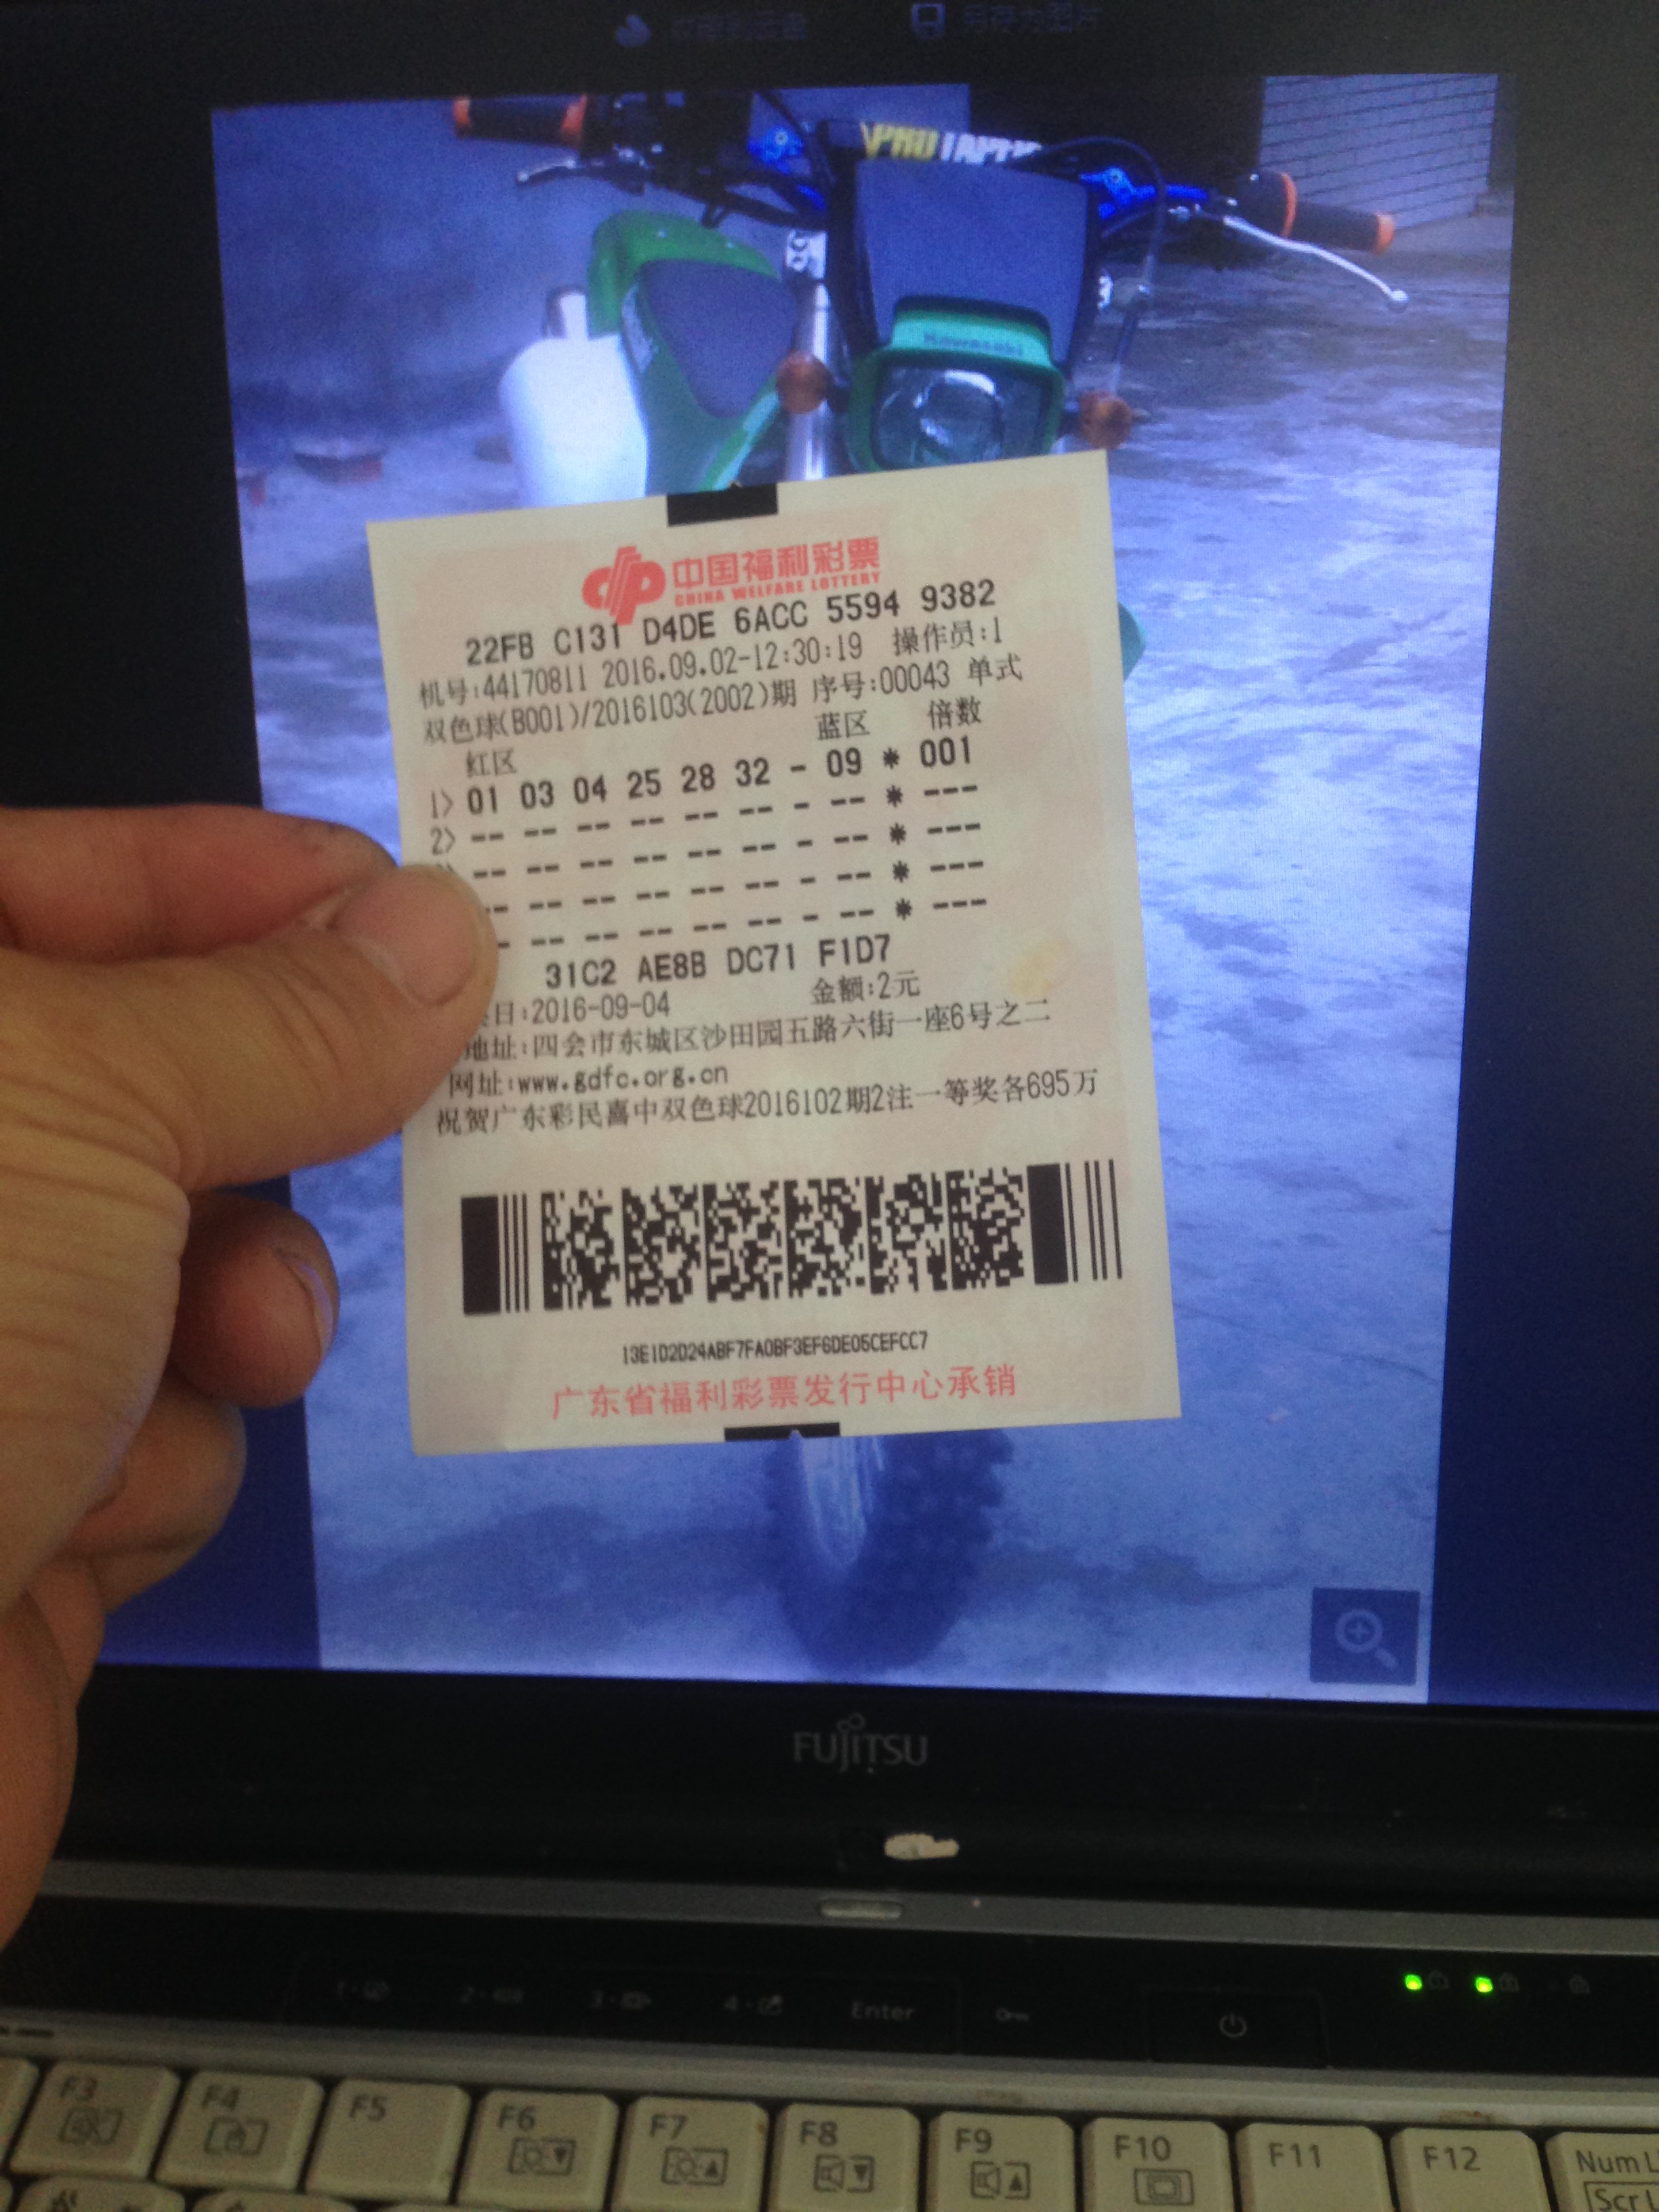 PRO TAPER
Kawasaki
中国福利彩票
CHINA WELFARE LOTTERY
22FB C131 D4DE 6ACC 5594 9382
机号:44170811 2016.09.02-12:30:19 操作员:1
双色球(B001)/2016103(2002)期 序号:00043 单式
红区 蓝区 倍数
1> 01 03 04 25 28 32 - 09 * 001
2> -- -- -- -- -- -- - -- * ---
-- -- -- -- -- -- - -- * ---
-- -- -- -- -- -- - -- * ---
-- -- -- -- -- -- - -- * ---
31C2 AE8B DC71 F1D7
日:2016-09-04 金额:2元
地址:四会市东城区沙田园五路六街一座6号之二
网址:www.gdfc.org.cn
祝贺广东彩民喜中双色球2016102期2注一等奖各695万
13E1D2D24ABF7FA0BF3EF6DE05CEFCC7
广东省福利彩票发行中心承销
FUJITSU
1 2 3 4 Enter
F3 F4 F5 F6 F7 F8 F9 F10 F11 F12 Num L
Scr L